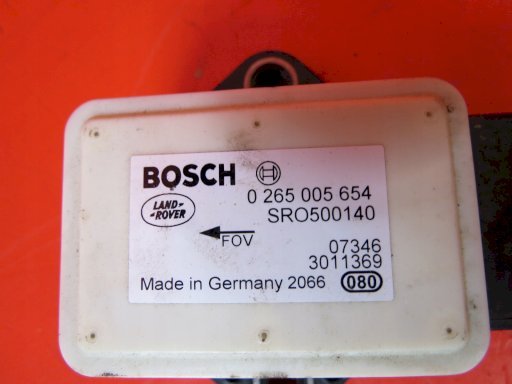 BOSCH
0 265 005 654
LAND-
-ROVER
SRO500140
FOV
07346
3011369
Made in Germany 2066 080